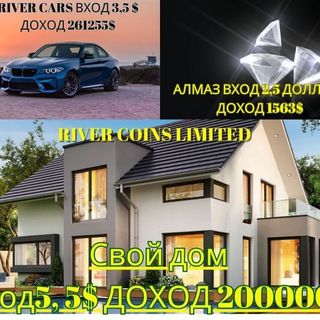 RIVER CARS ВХОД 3.5 $
ДОХОД 261255$
АЛМАЗ ВХОД 2,5 ДОЛЛ
ДОХОД 1563$
RIVER COINS LIMITED
Свой дом
од5, 5$ ДОХОД 200000